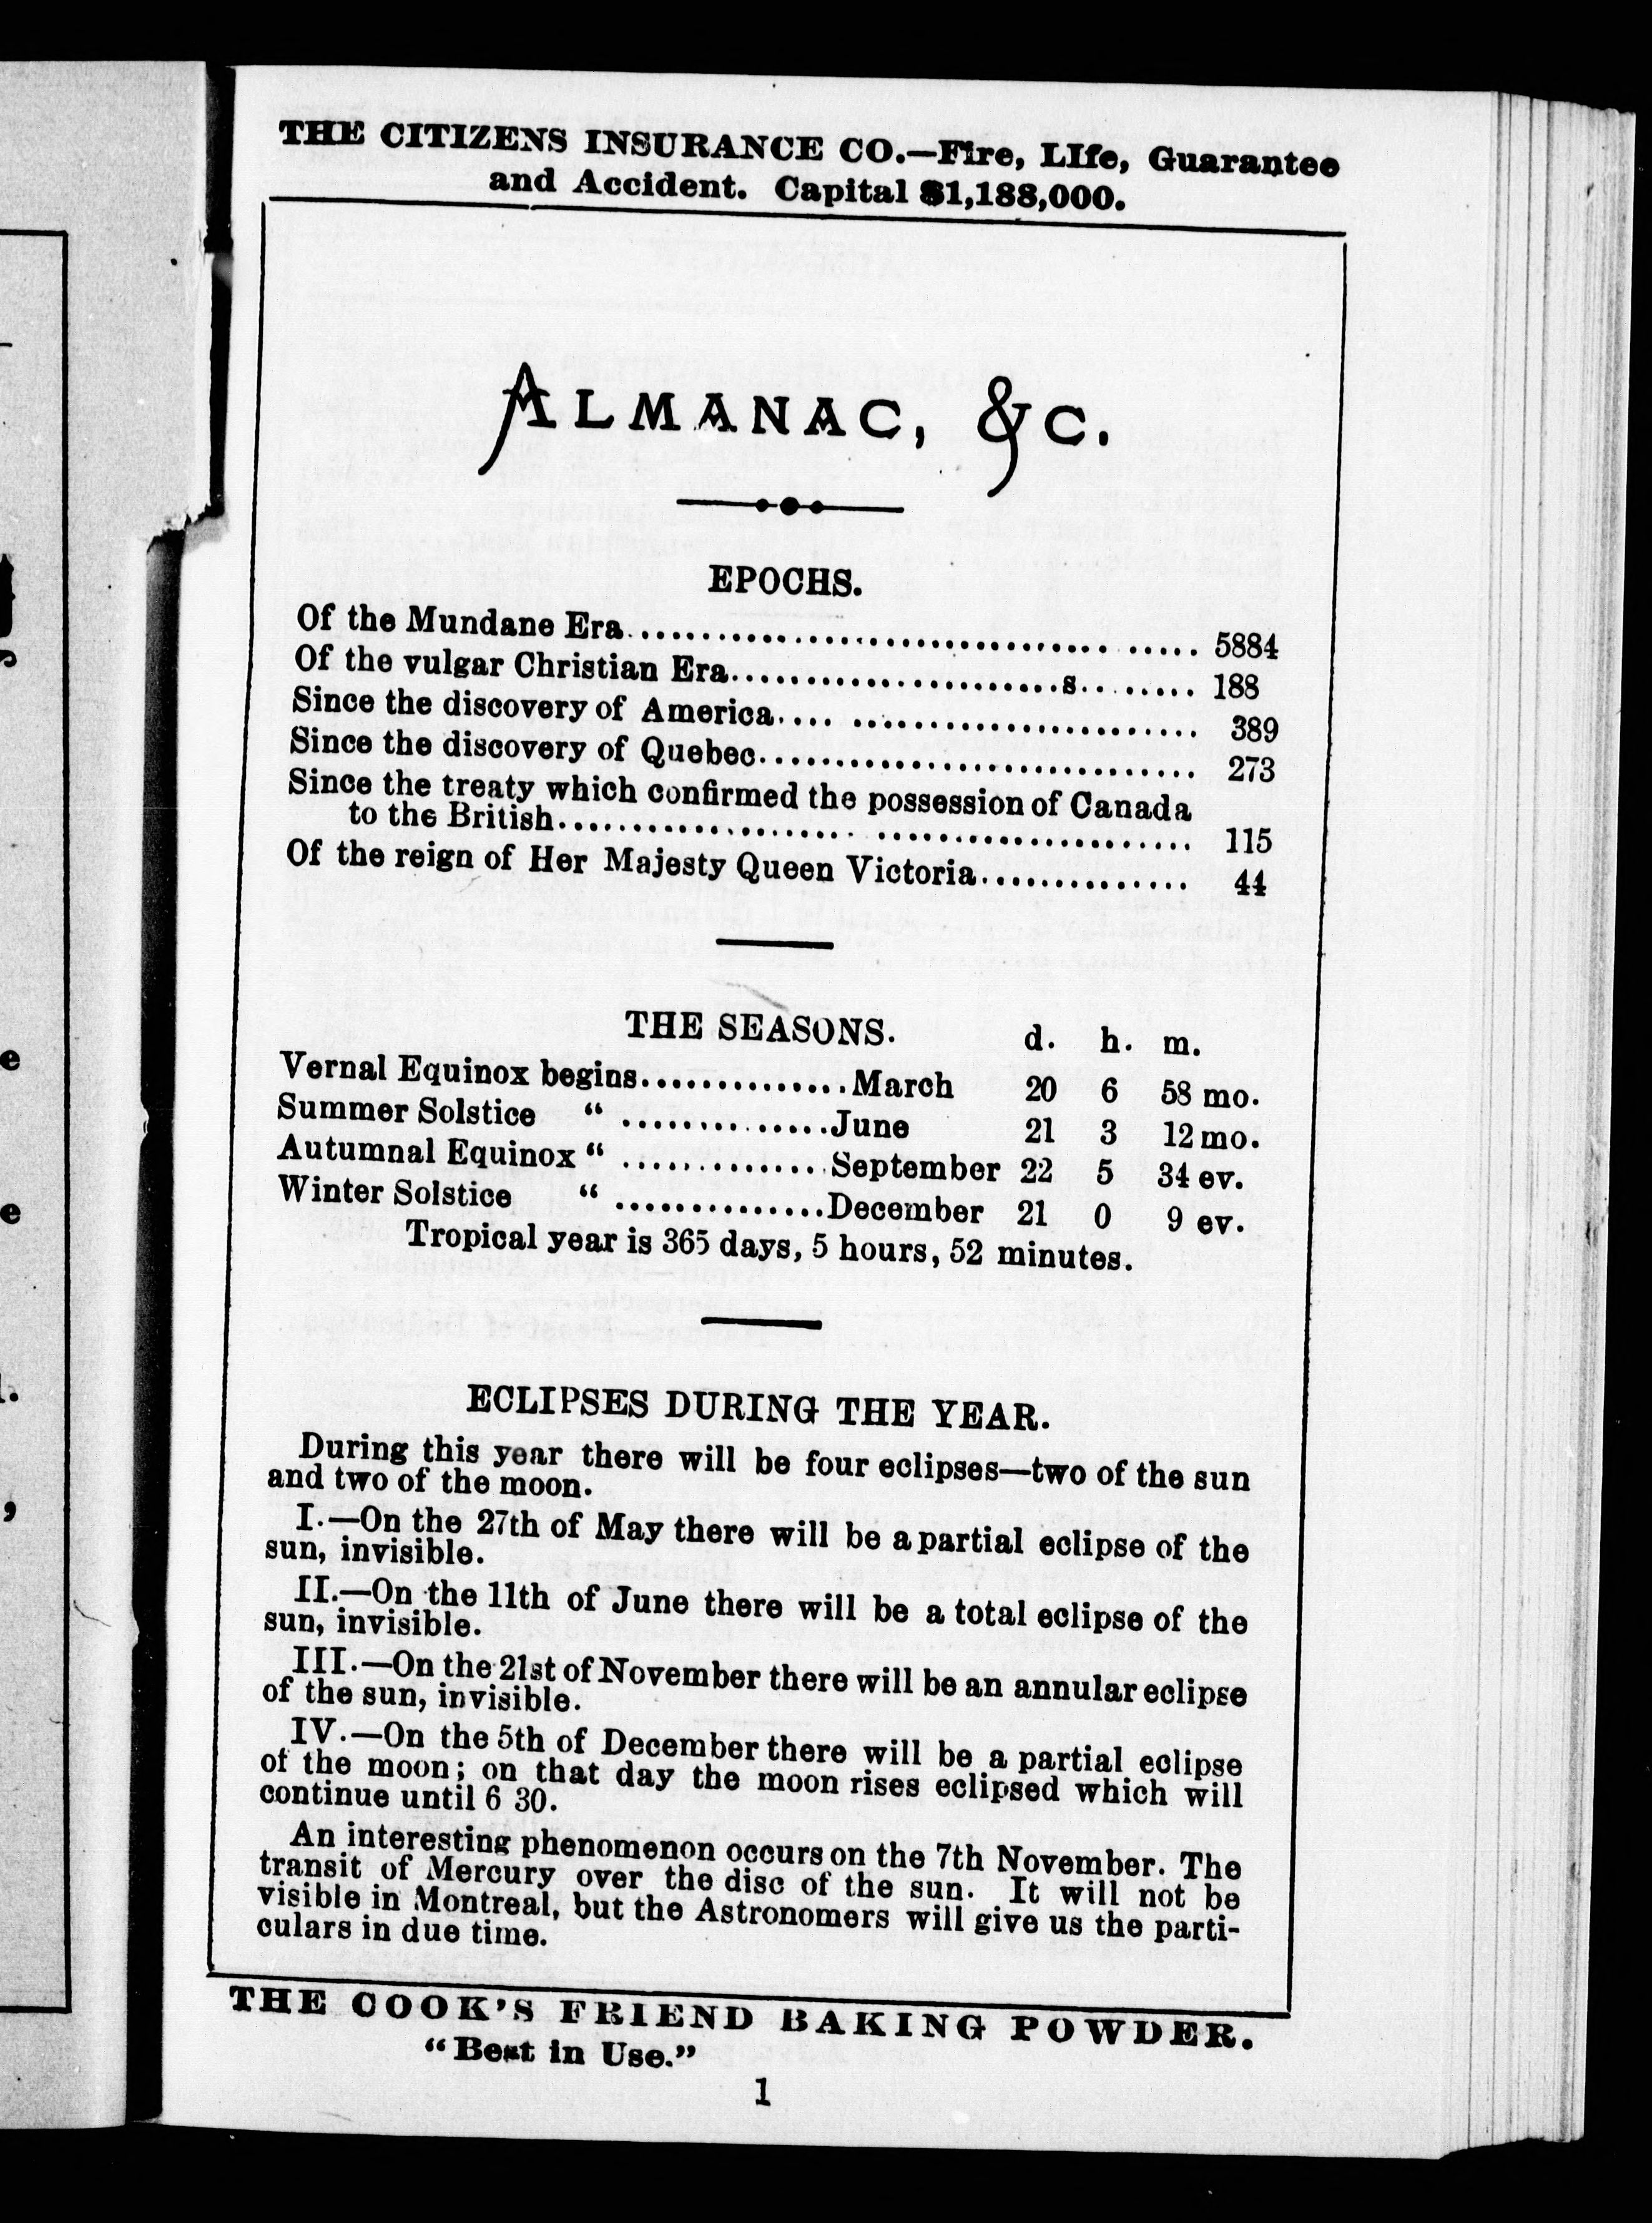 THE CITIZENS INSURANCE CO.—Fire, LIfe, Guarantee
and Accident. Capital $1,188,000.
ALMANAC, &C.
EPOCHS.
Of the Mundane Era........................................ 5884
Of the vulgar Christian Era.......................s........ 188
Since the discovery of America.... ........................ 389
Since the discovery of Quebec.............................. 273
Since the treaty which confirmed the possession of Canada
to the British.......................................... 115
Of the reign of Her Majesty Queen Victoria.............. 44
THE SEASONS. d. h. m.
Vernal Equinox begins..............March 20 6 58 mo.
Summer Solstice “ ..............June 21 3 12 mo.
Autumnal Equinox “ ..............September 22 5 34 ev.
Winter Solstice “ ..............December 21 0 9 ev.
Tropical year is 365 days, 5 hours, 52 minutes.
ECLIPSES DURING THE YEAR.
During this year there will be four eclipses—two of the sun
and two of the moon.
I.—On the 27th of May there will be a partial eclipse of the
sun, invisible.
II.—On the 11th of June there will be a total eclipse of the
sun, invisible.
III.—On the 21st of November there will be an annular eclipse
of the sun, invisible.
IV.—On the 5th of December there will be a partial eclipse
of the moon; on that day the moon rises eclipsed which will
continue until 6 30.
An interesting phenomenon occurs on the 7th November. The
transit of Mercury over the disc of the sun. It will not be
visible in Montreal, but the Astronomers will give us the parti-
culars in due time.
THE COOK'S FRIEND BAKING POWDER.
“Best in Use.”
1